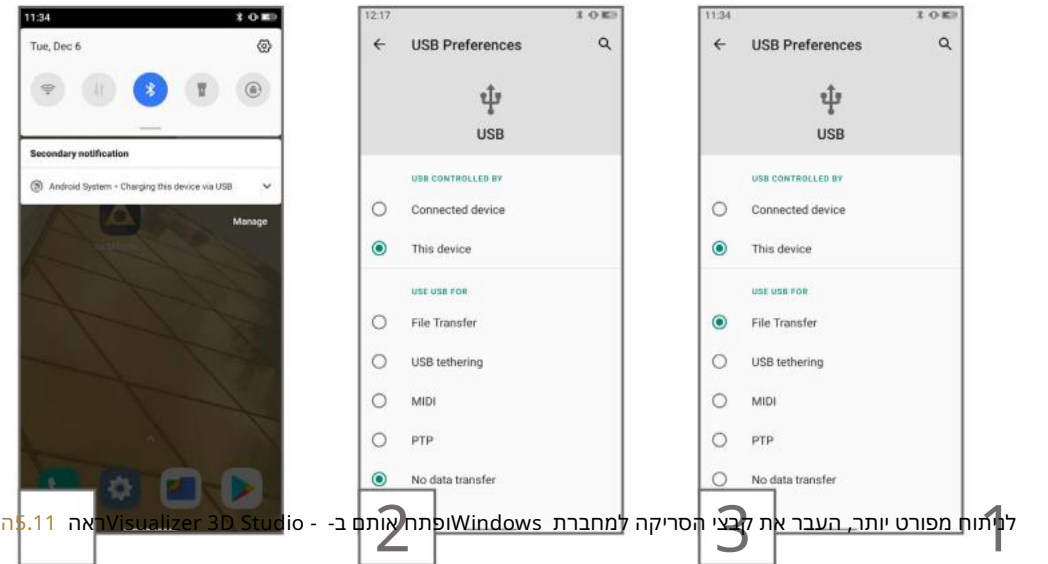 11:34
Tue, Dec 6
Secondary notification
Android System • Charging this device via USB
Manage
12:17
USB Preferences
USB
USB CONTROLLED BY
Connected device
This device
USE USB FOR
File Transfer
USB tethering
MIDI
PTP
No data transfer
11:34
USB Preferences
USB
USB CONTROLLED BY
Connected device
This device
USE USB FOR
File Transfer
USB tethering
MIDI
PTP
No data transfer
לניתוח מפורט יותר, העבר את קבצי הסריקה למחברת Windows ופתח אותם ב- - Visualizer 3D Studio ראה 5.11 ה
2
3
1